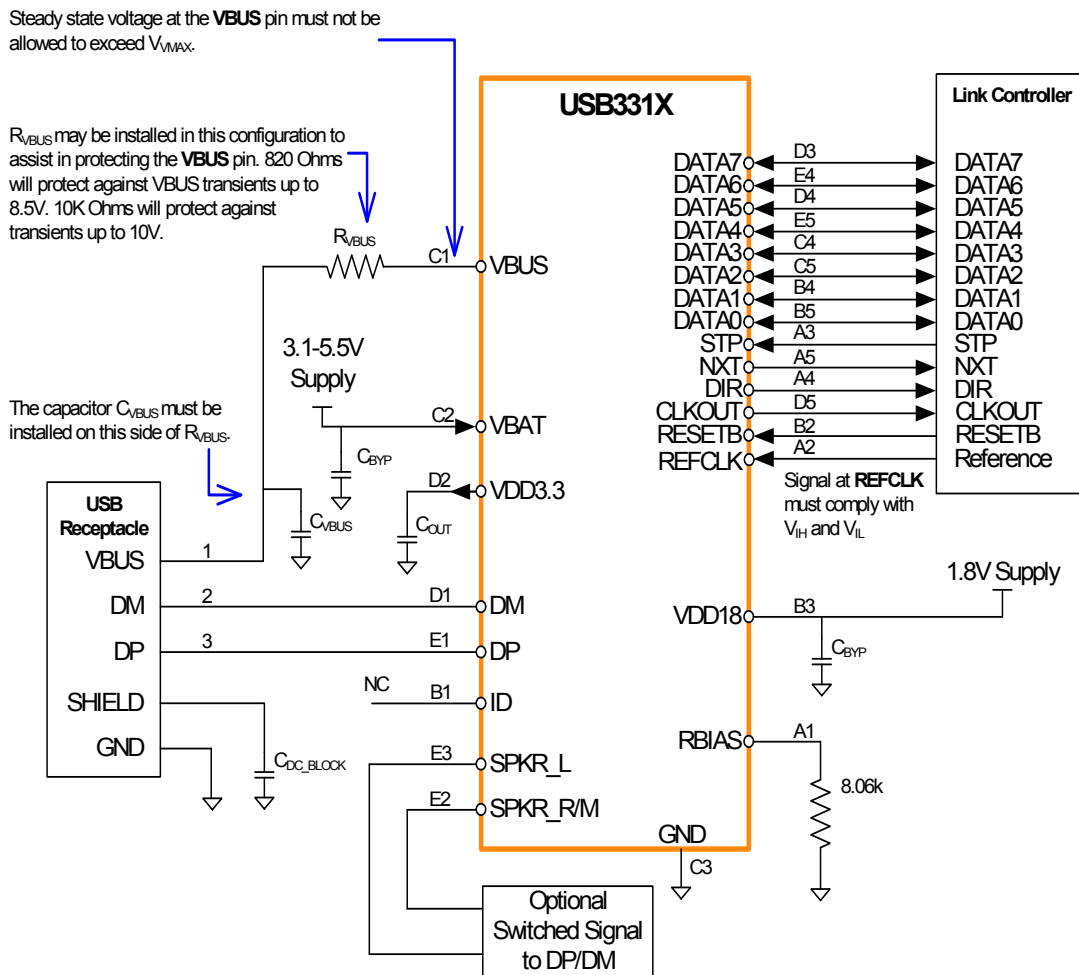 Steady state voltage at the VBUS pin must not be
allowed to exceed VVMAX.
RVBUS may be installed in this configuration to
assist in protecting the VBUS pin. 820 Ohms
will protect against VBUS transients up to
8.5V. 10K Ohms will protect against
transients up to 10V.
The capacitor CVBUS must be
installed on this side of RVBUS.
USB331X
Link Controller
RVBUS
C1
VBUS
3.1-5.5V
Supply
C2
VBAT
CBYP
D2
VDD3.3
COUT
CVBUS
USB
Receptacle
VBUS
1
DM
2
D1
DM
DP
3
E1
DP
SHIELD
NC
B1
ID
GND
CDC_BLOCK
E3
SPKR_L
E2
SPKR_R/M
DATA7
D3
DATA7
DATA6
E4
DATA6
DATA5
D4
DATA5
DATA4
E5
DATA4
DATA3
C4
DATA3
DATA2
C5
DATA2
DATA1
B4
DATA1
DATA0
B5
DATA0
STP
A3
STP
NXT
A5
NXT
DIR
A4
DIR
CLKOUT
D5
CLKOUT
RESETB
B2
RESETB
REFCLK
A2
Reference
Signal at REFCLK
must comply with
VIH and VIL
1.8V Supply
VDD18
B3
CBYP
RBIAS
A1
8.06k
GND
C3
Optional
Switched Signal
to DP/DM